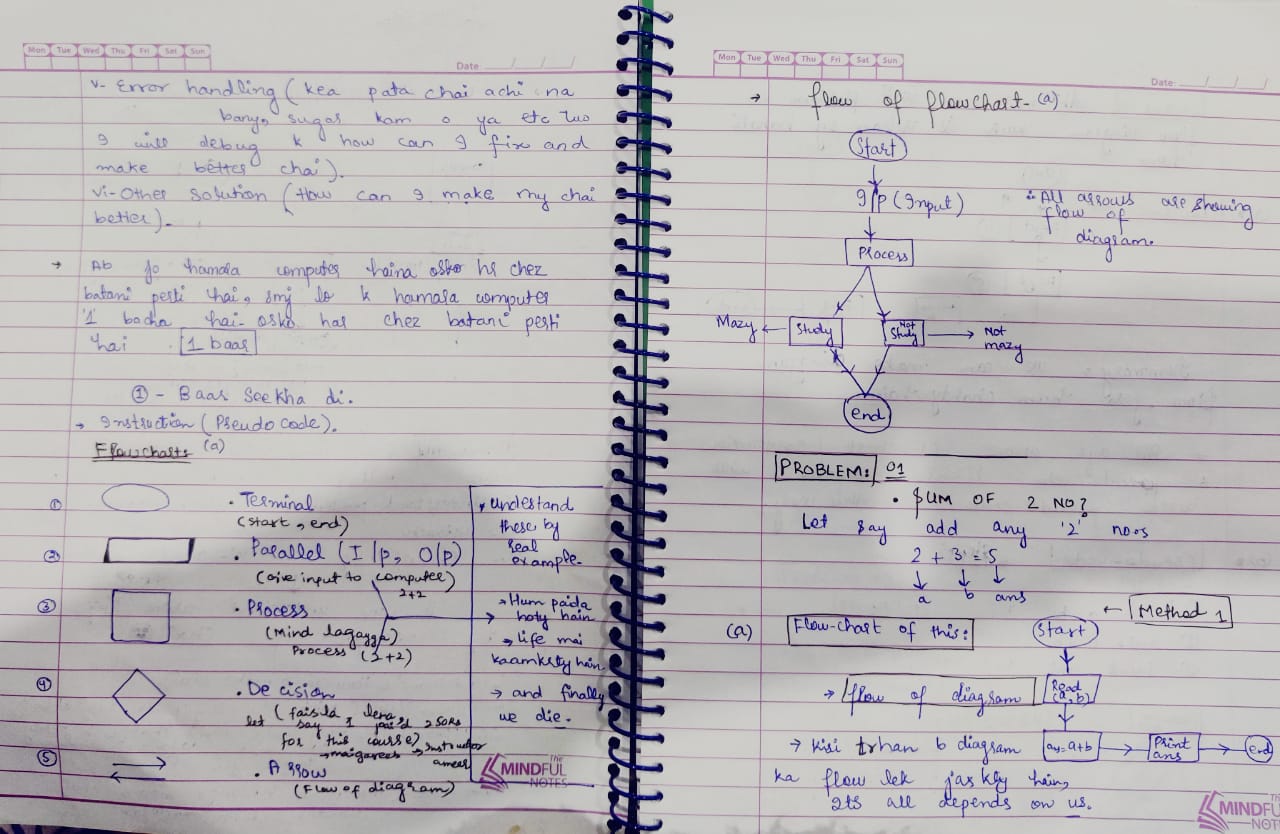 Mon Tue Wed Thu Fri Sat Sun
Date
v- Error handling (kea pata chai achi na
bany, sugar kam o ya etc tuo
I will debug k how can I fix and
make better chai).
vi- Other solution (How can I make my chai
better).
→ Ab jo hamara computer haina osko hr chez
batani perti hai, smj lo k hamara computer
'1' bacha hai- osko har chez batani perti
hai 1 baar
① - Baar Seekha di.
→ Instruction (Pseudo code).
Flowcharts (a)
① • Terminal
(start, end)
② • Parallel (I/p, O/p)
(Give input to computer)
2+2
③ • Process
(Mind lagayga)
Process (2+2)
④ • Decision
(faisla lena
let say I paid 2 50Rs
for this course)
→ maigareeb → instructor
ameer
⑤ • Arrow
(Flow of diagram)
• understand
these by
real
example-
→ Hum paida
hoty hain
→ life mai
kaamkrty hain
→ and finally
we die.
The
MINDFUL
NOTES
Mon Tue Wed Thu Fri Sat Sun
Date:
→ flow of flowchart-(a)
Start
I/p (Input)
∴ All arrows are showing
flow of
diagram.
Process
Mazy ← Study
Not Study → Not mazy
end
PROBLEM: 01
• SUM OF 2 NO?
Let say add any '2' no.s
2 + 3 = 5
a b ans
← Method 1
(a) Flow-chart of this:
Start
→ flow of diagram
Read (a,b)
→ Kisi trhan b diagram
ay=a+b
Print ans
end
ka flow lek jaskty hain,
Its all depends on us.
The
MINDFUL
NOTES